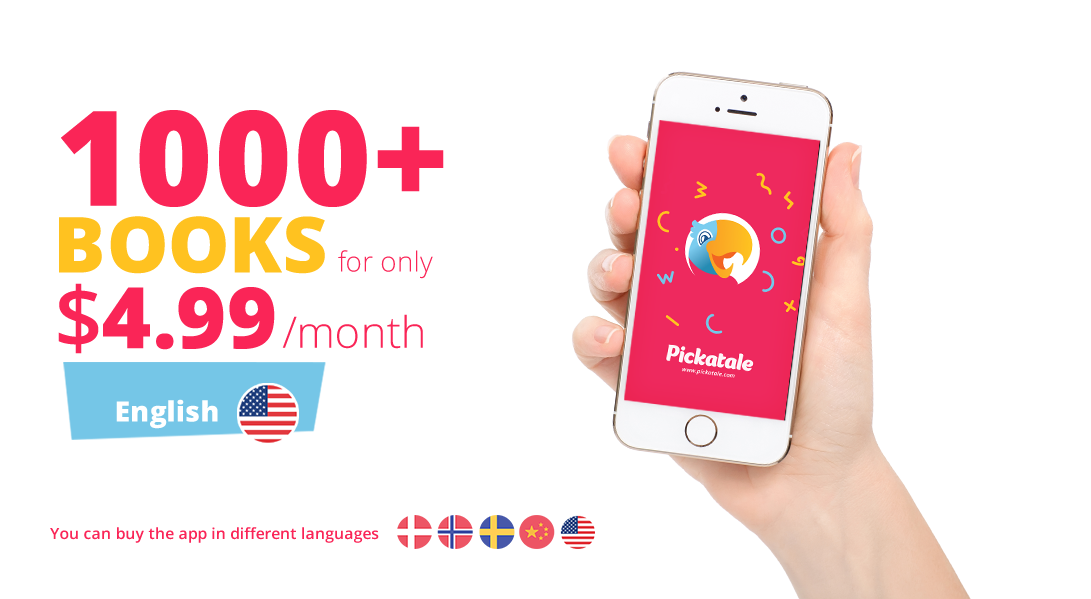 1000+
BOOKS for only
$4.99 /month
English
You can buy the app in different languages
Pickatale
www.pickatale.com